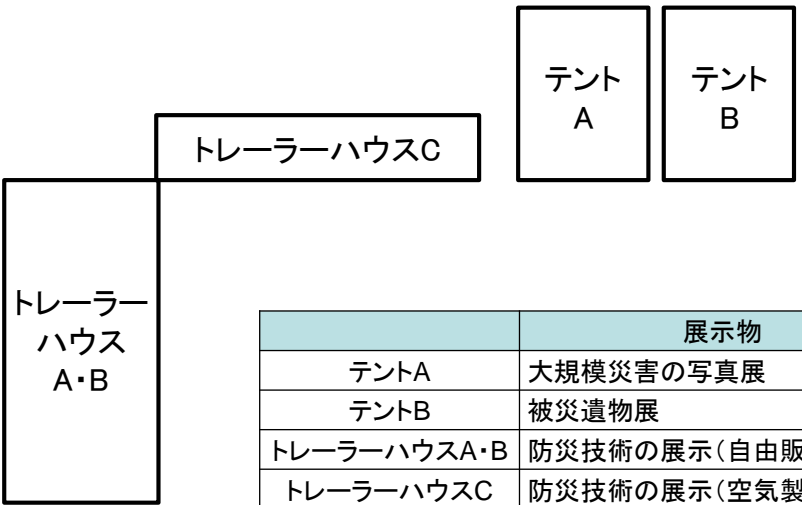 テント
A
テント
B
トレーラーハウスC
トレーラー
ハウス
A・B
展示物
テントA 大規模災害の写真展
テントB 被災遺物展
トレーラーハウスA・B 防災技術の展示(自由販
トレーラーハウスC 防災技術の展示(空気製